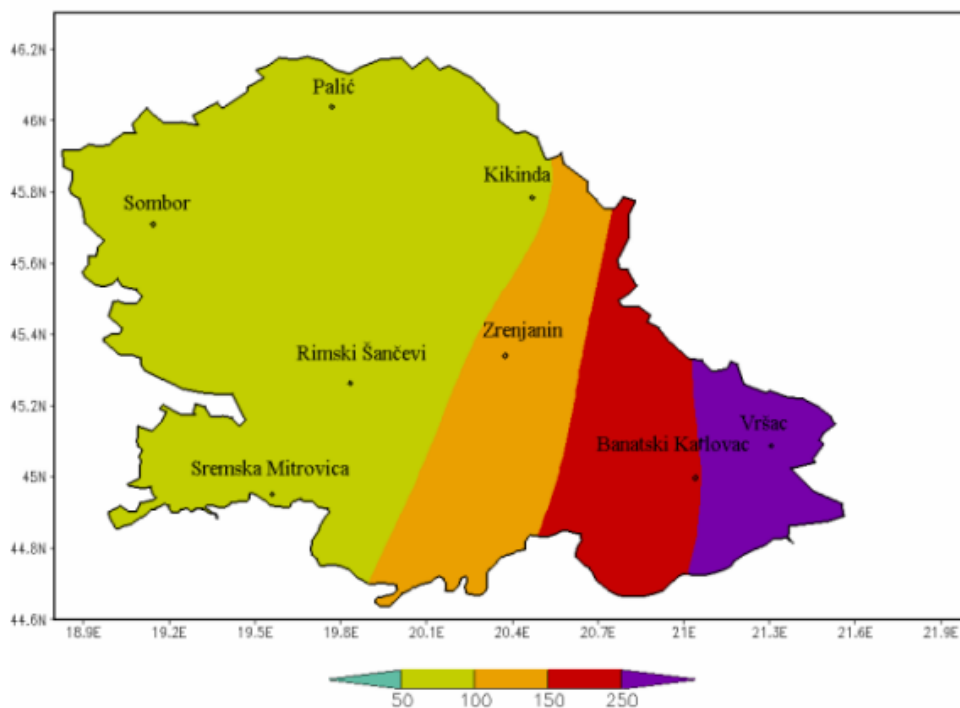 46.2N
Palić
46N
Kikinda
45.8N
Sombor
45.6N
45.4N
Zrenjanin
Rimski Šančevi
45.2N
Vršac
Banatski Katlovac
Sremska Mitrovica
45N
44.8N
44.6N
18.9E 19.2E 19.5E 19.8E 20.1E 20.4E 20.7E 21E 21.3E 21.6E 21.9E
50 100 150 250